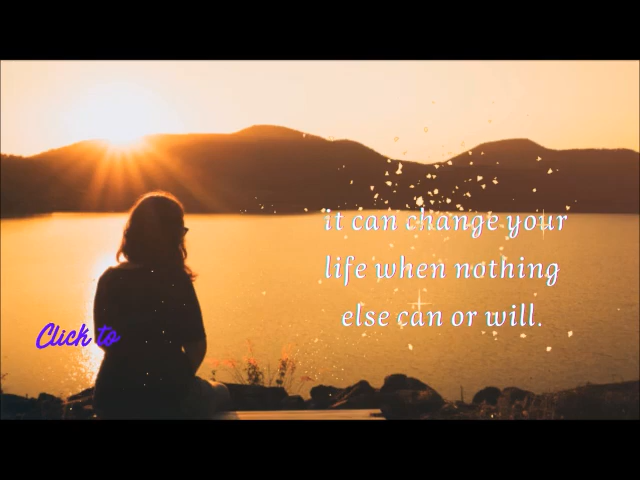 it can change your
life when nothing
else can or will.
Click to